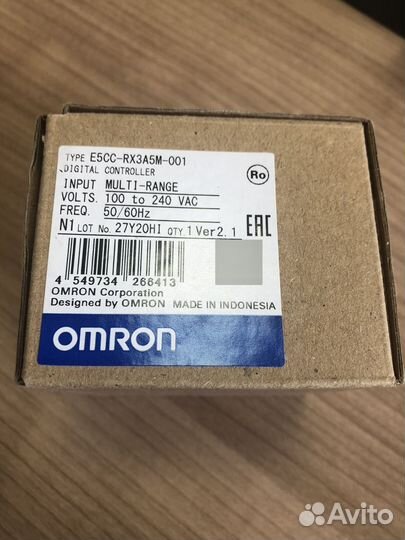 TYPE E5CC-RX3A5M-001
DIGITAL CONTROLLER
Ro
INPUT MULTI-RANGE
VOLTS. 100 to 240 VAC
FREQ. 50/60Hz
N1 LOT No. 27Y20HI QTY.1 Ver2.1
EAC
4 549734 266413
OMRON Corporation
Designed by OMRON MADE IN INDONESIA
OMRON
Avito